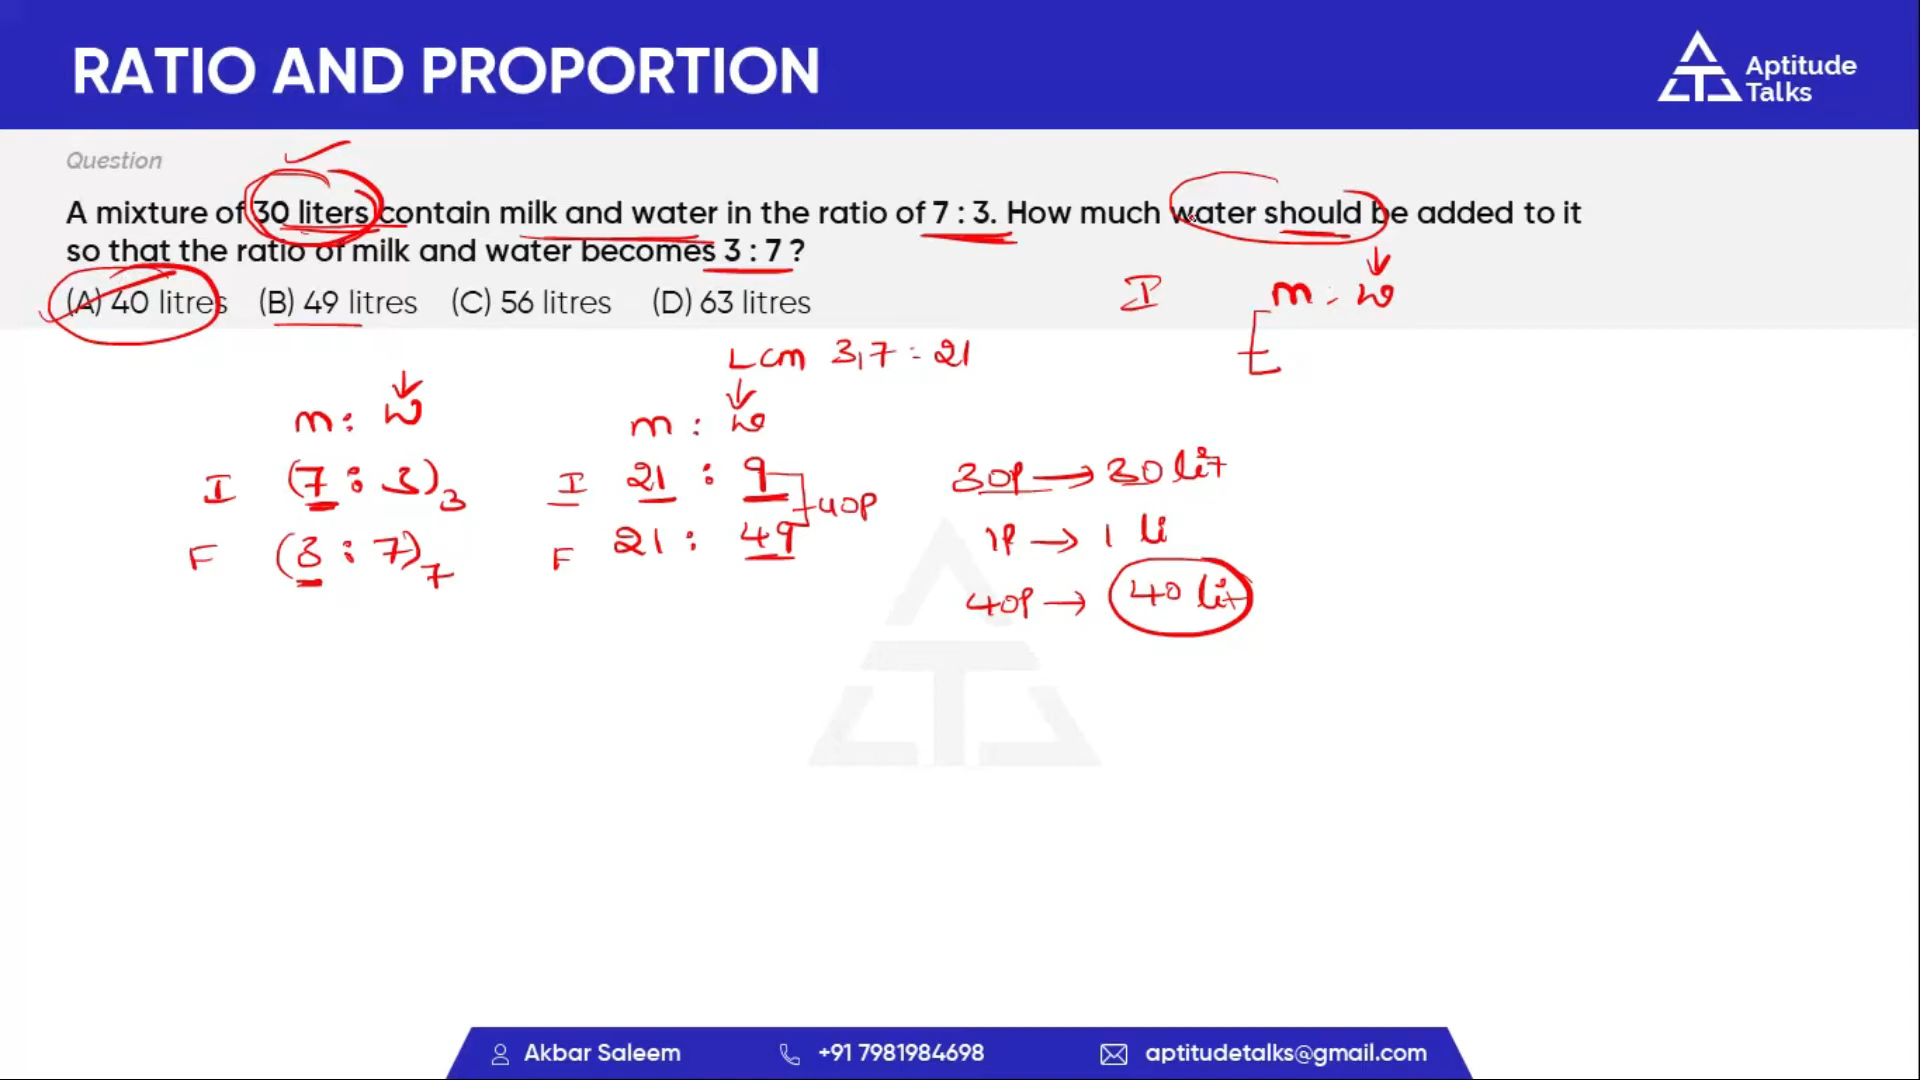 RATIO AND PROPORTION
Aptitude
Talks
Question
A mixture of 30 liters contain milk and water in the ratio of 7 : 3. How much water should be added to it
so that the ratio of milk and water becomes 3 : 7 ?
(A) 40 litres (B) 49 litres (C) 56 litres (D) 63 litres
I m : w
Lcm 3,7 = 21
m : w
I (7 : 3)3
F (3 : 7)7
m : w
I 21 : 9
F 21 : 49
40P
30P → 30 lit
1P → 1 li
40P → 40 lit
Akbar Saleem +91 7981984698 aptitudetalks@gmail.com